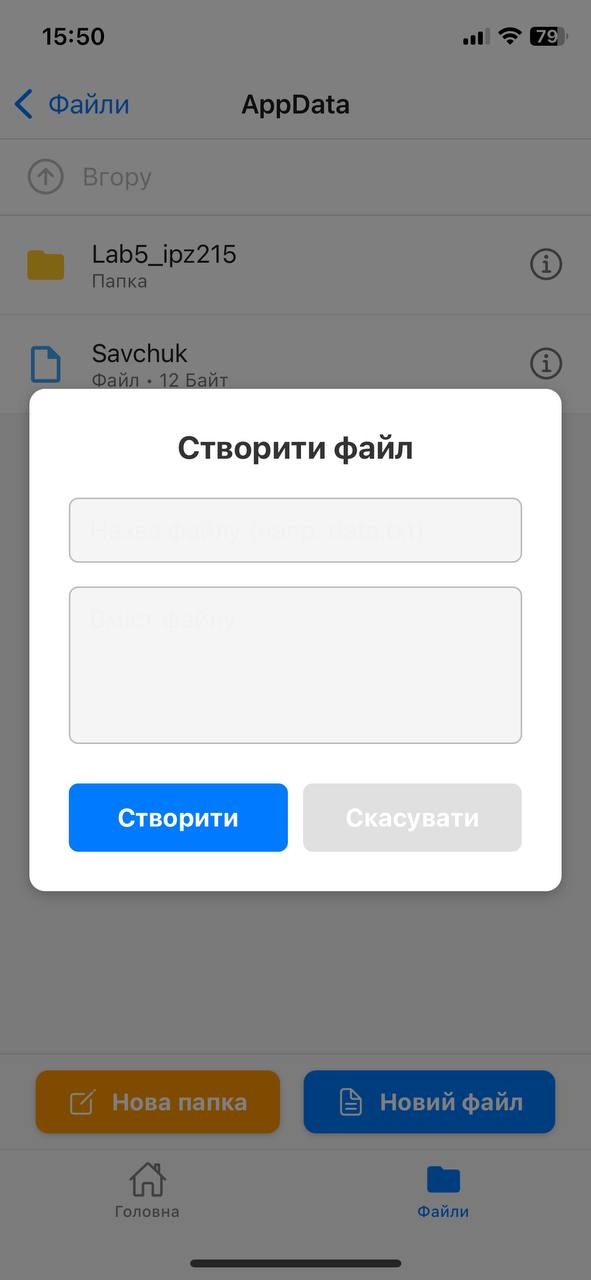 15:50
79
Файли
AppData
Вгору
Lab5_ipz215
Папка
Savchuk
Файл • 12 Байт
Створити файл
Назва файлу (напр. data.txt)
Вміст файлу
Створити
Скасувати
Нова папка
Новий файл
Головна
Файли